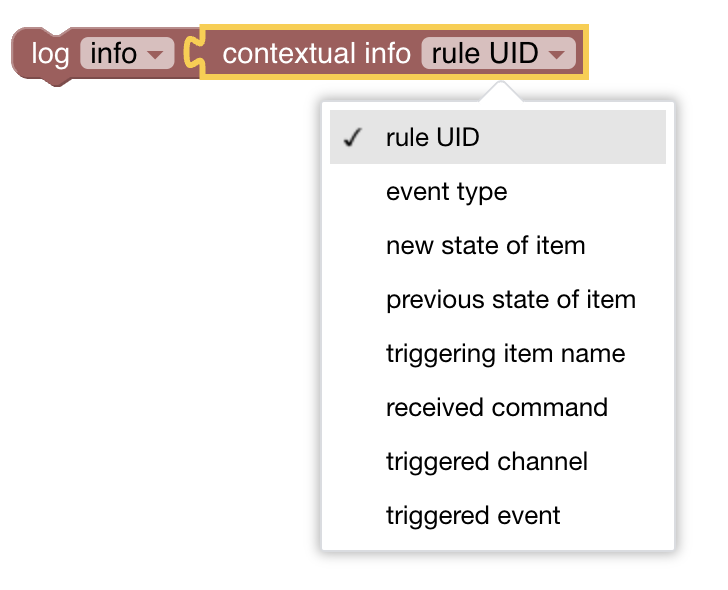 log info contextual info rule UID
rule UID
event type
new state of item
previous state of item
triggering item name
received command
triggered channel
triggered event